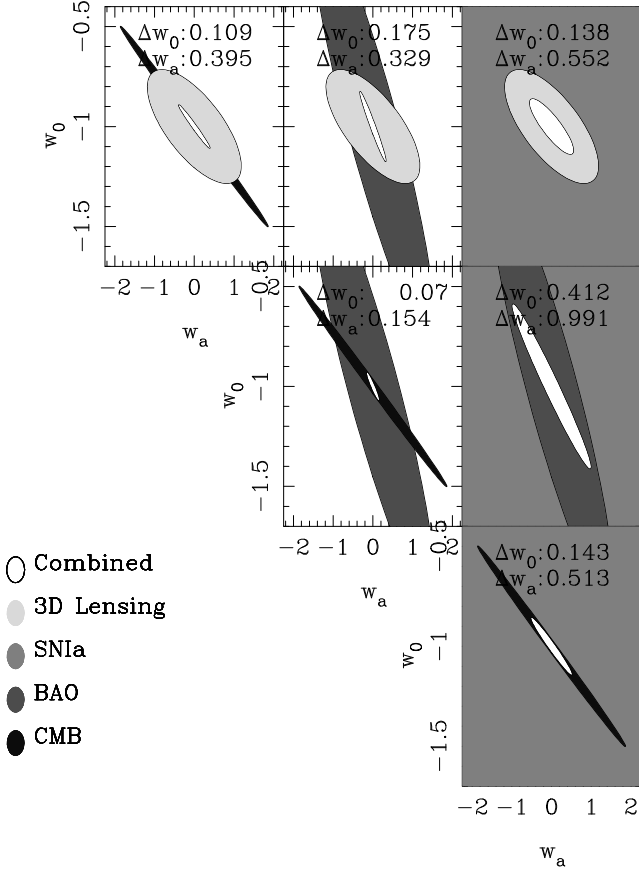 Δw0:0.109
Δwa:0.395
Δw0:0.175
Δwa:0.329
Δw0:0.138
Δwa:0.552
−0.5
−1
−1.5
w0
−2 −1 0 1 2
wa
Δw0: 0.07
Δwa:0.154
Δw0:0.412
Δwa:0.991
−0.5
−1
−1.5
w0
−2 −1 0 1 2
wa
Δw0:0.143
Δwa:0.513
−0.5
−1
−1.5
w0
−2 −1 0 1 2
wa
Combined
3D Lensing
SNIa
BAO
CMB